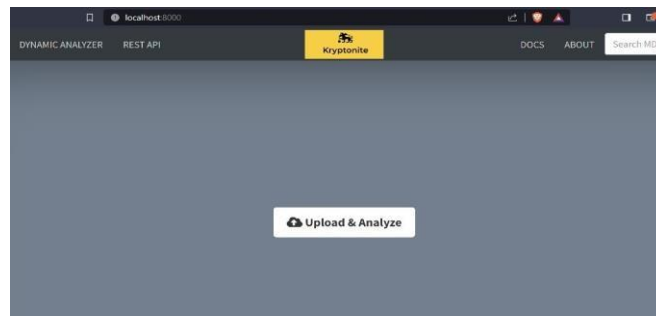 localhost:8000
DYNAMIC ANALYZER REST API Kryptonite DOCS ABOUT Search MD
Upload & Analyze